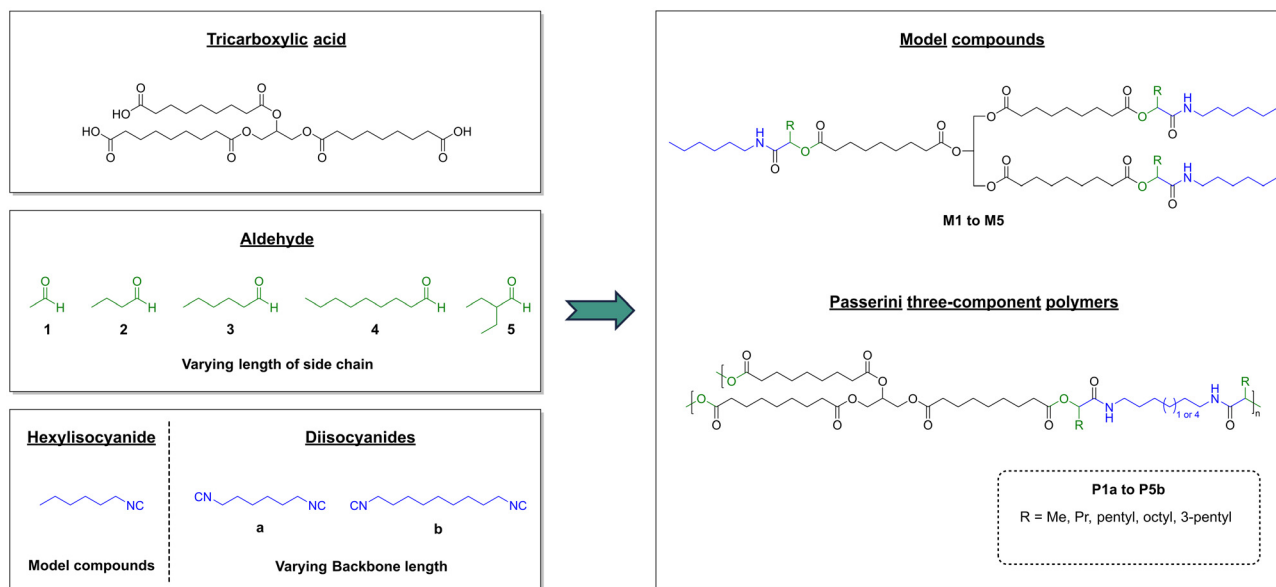 Tricarboxylic acid
O O
HO O
HO O O OH
O O O O
Aldehyde
O O O O O
H H H H H
1 2 3 4 5
Varying length of side chain
Hexylisocyanide
NC
Model compounds
Diisocyanides
CN NC CN NC
a b
Varying Backbone length
Model compounds
O O R H
O O N
O
H R O O
N O O
O
O O R H
O O N
O
M1 to M5
Passerini three-component polymers
O O
O O
O O O O O N H
[ ( ) 1 or 4 H N R ] n
O O O O R O
P1a to P5b
R = Me, Pr, pentyl, octyl, 3-pentyl